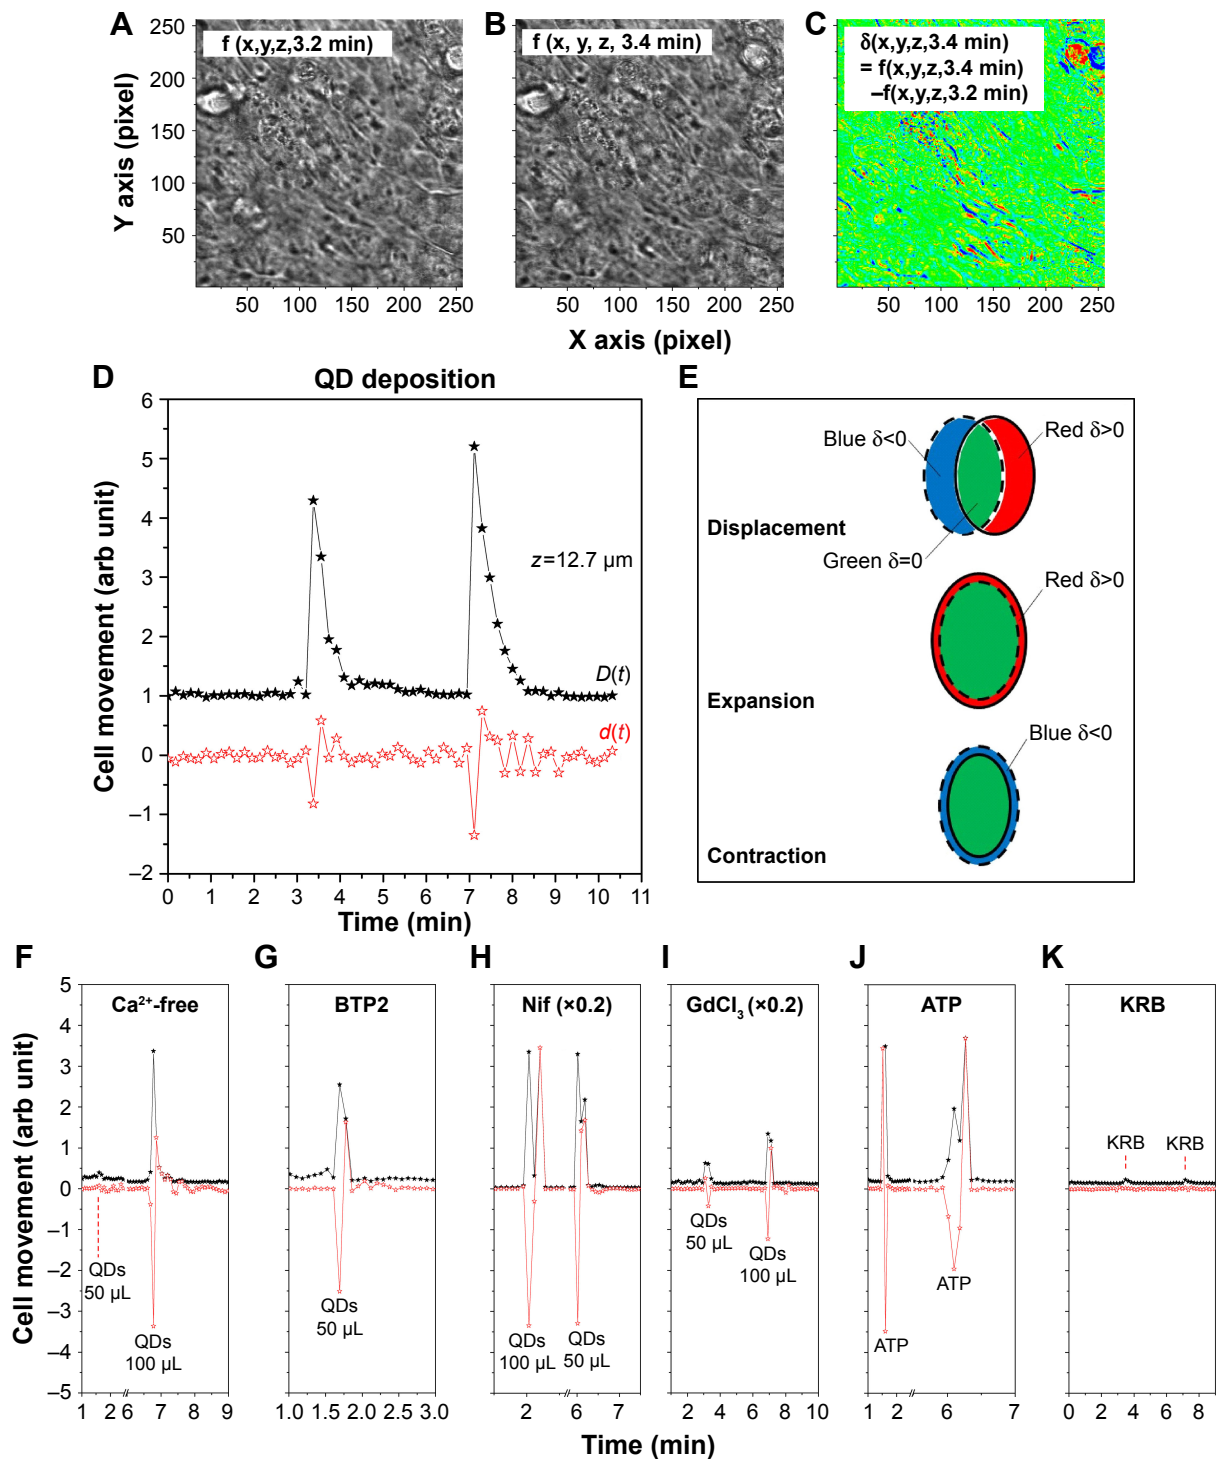 A
f (x,y,z,3.2 min)
B
f (x, y, z, 3.4 min)
C
δ(x,y,z,3.4 min)
= f(x,y,z,3.4 min)
–f(x,y,z,3.2 min)
Y axis (pixel)
250
200
150
100
50
50 100 150 200 250
50 100 150 200 250
50 100 150 200 250
X axis (pixel)
D
QD deposition
Cell movement (arb unit)
6
5
4
3
2
1
0
–1
–2
z=12.7 µm
D(t)
d(t)
0 1 2 3 4 5 6 7 8 9 10 11
Time (min)
E
Blue δ<0
Red δ>0
Displacement
Green δ=0
Red δ>0
Expansion
Blue δ<0
Contraction
Cell movement (arb unit)
5
4
3
2
1
0
–1
–2
–3
–4
–5
F
Ca²⁺-free
QDs
50 µL
QDs
100 µL
1 2 6 7 8 9
G
BTP2
QDs
50 µL
1.0 1.5 2.0 2.5 3.0
H
Nif (×0.2)
QDs
100 µL
QDs
50 µL
2 6
I
GdCl₃ (×0.2)
QDs
50 µL
QDs
100 µL
2 4 6 8 10
J
ATP
ATP
ATP
1 2 6 7
K
KRB
KRB
KRB
0 2 4 6 8
Time (min)